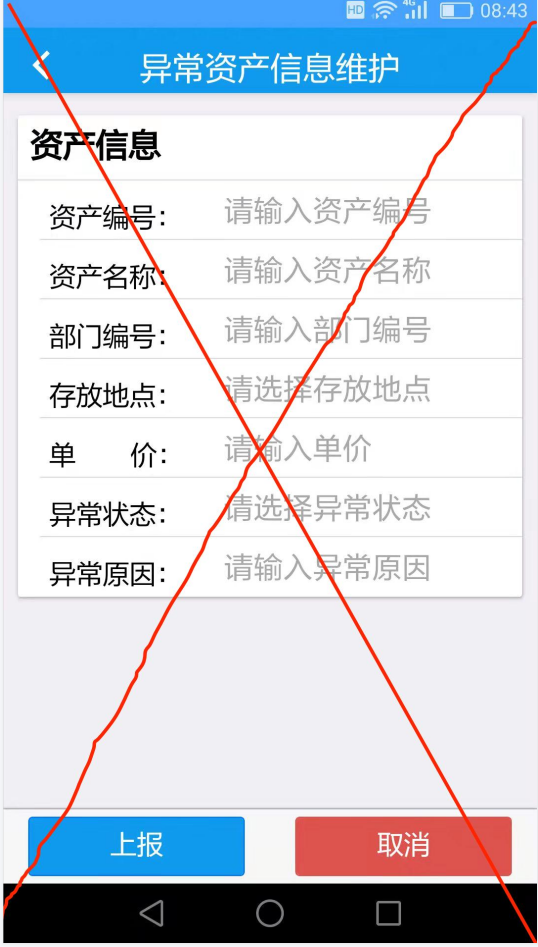 HD 4G 08:43
异常资产信息维护
资产信息
资产编号： 请输入资产编号
资产名称： 请输入资产名称
部门编号： 请输入部门编号
存放地点： 请选择存放地点
单 价： 请输入单价
异常状态： 请选择异常状态
异常原因： 请输入异常原因
上报 取消